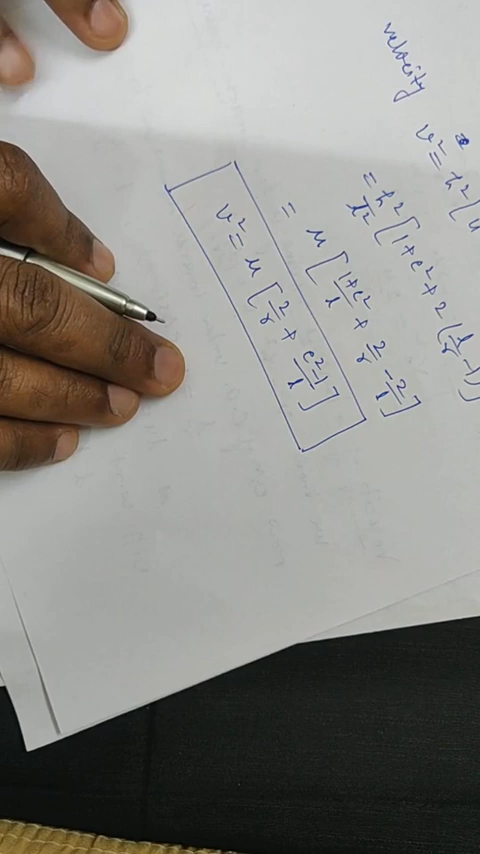 velocity v² = h² [u
= h²/l² [1+e²+2(l/r-1)]
= μ [1+e²/l + 2/r - 2/l]
v² = μ [2/r + e²-1/l]